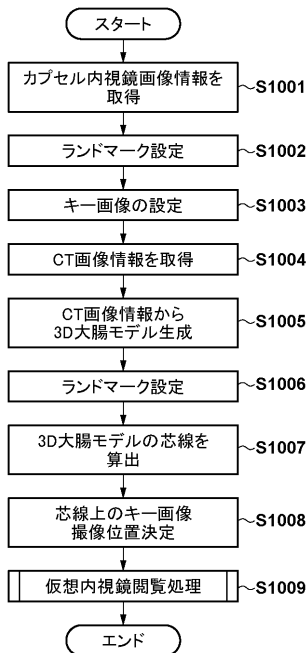 スタート
カプセル内視鏡画像情報を
取得
S1001
ランドマーク設定
S1002
キー画像の設定
S1003
CT画像情報を取得
S1004
CT画像情報から
3D大腸モデル生成
S1005
ランドマーク設定
S1006
3D大腸モデルの芯線を
算出
S1007
芯線上のキー画像
撮像位置決定
S1008
仮想内視鏡閲覧処理
S1009
エンド